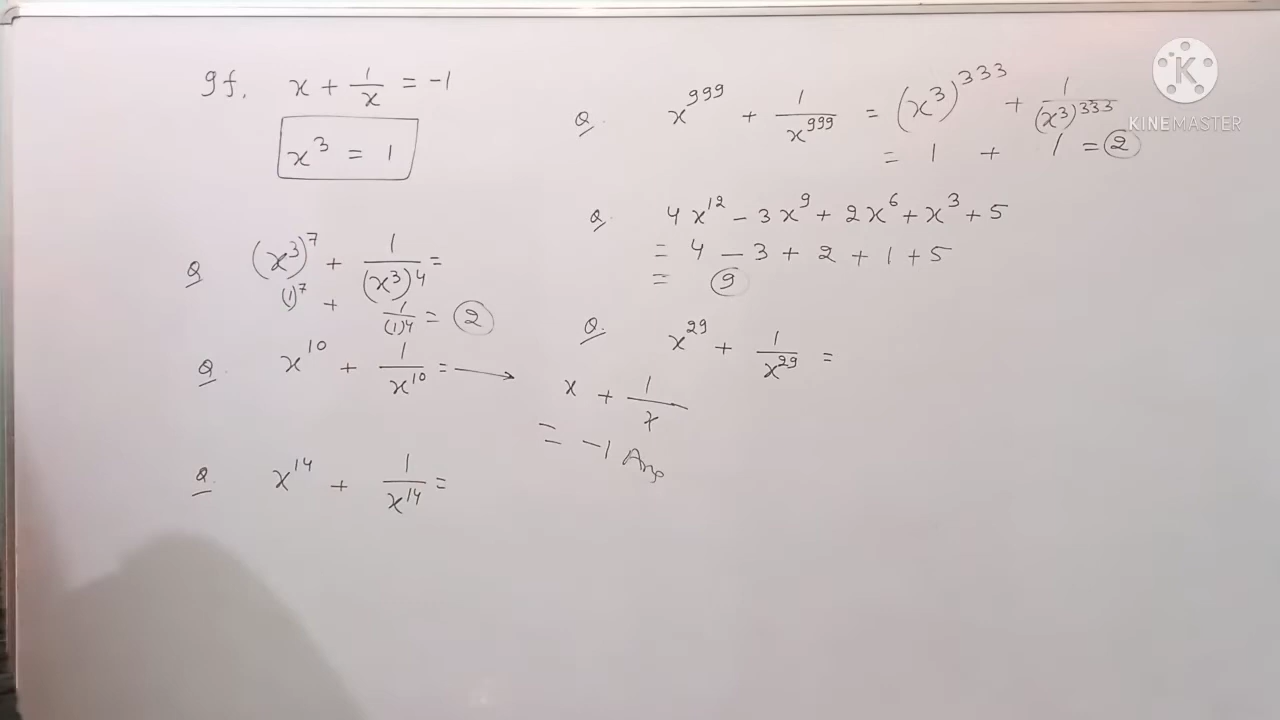 gf. x + 1/x = -1
x³ = 1
Q (x³)⁷ + 1/(x³)⁴ =
(1)⁷ + 1/(1)⁴ = 2
Q. x¹⁰ + 1/x¹⁰ = →
x + 1/x
= -1 Ans
Q. x¹⁴ + 1/x¹⁴ =
Q. x⁹⁹⁹ + 1/x⁹⁹⁹ = (x³)³³³ + 1/(x³)³³³
= 1 + 1 = 2
Q. 4x¹² - 3x⁹ + 2x⁶ + x³ + 5
= 4 - 3 + 2 + 1 + 5
= 9
Q. x²⁹ + 1/x²⁹ =
K
KINEMASTER